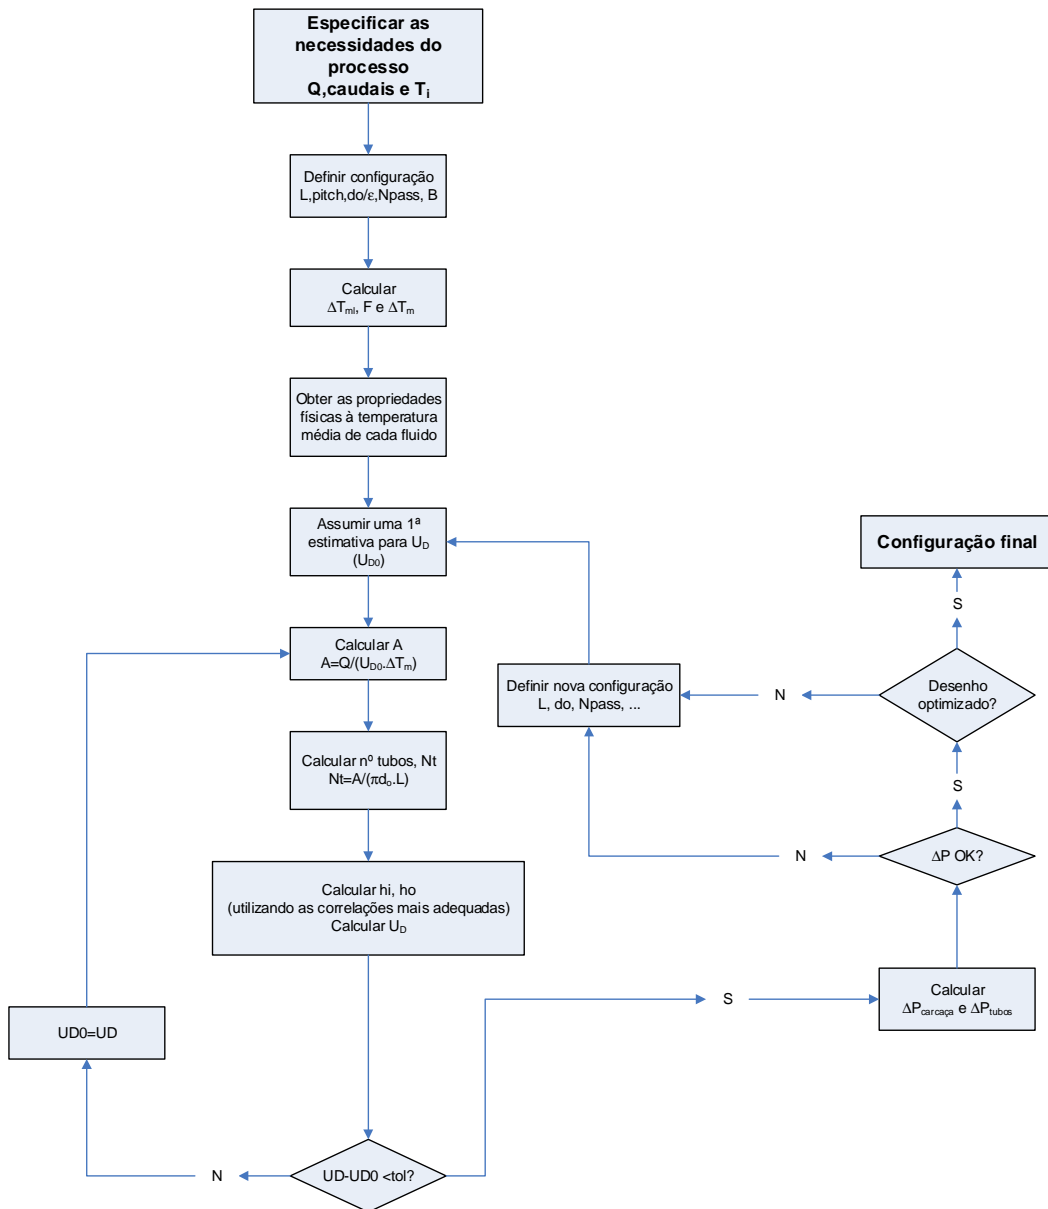 Especificar as
necessidades do
processo
Q,caudais e Ti
Definir configuração
L,pitch,do/ε,Npass, B
Calcular
ΔTml, F e ΔTm
Obter as propriedades
físicas à temperatura
média de cada fluido
Assumir uma 1ª
estimativa para UD
(UD0)
Calcular A
A=Q/(UD0.ΔTm)
Calcular nº tubos, Nt
Nt=A/(πdo.L)
Calcular hi, ho
(utilizando as correlações mais adequadas)
Calcular UD
UD0=UD
N
UD-UD0 <tol?
S
Calcular
ΔPcarcaça e ΔPtubos
ΔP OK?
N
S
Desenho
optimizado?
N
Definir nova configuração
L, do, Npass, ...
S
Configuração final